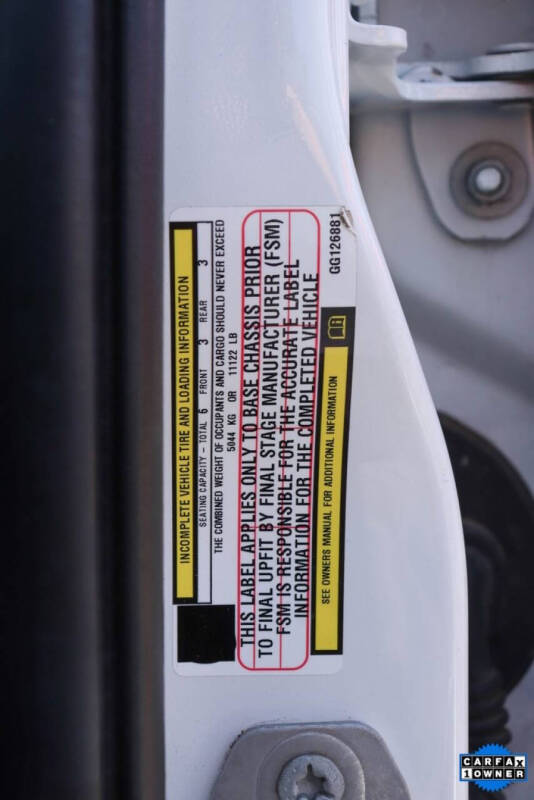 INCOMPLETE VEHICLE TIRE AND LOADING INFORMATION
SEATING CAPACITY - TOTAL 6 FRONT 3 REAR 3
THE COMBINED WEIGHT OF OCCUPANTS AND CARGO SHOULD NEVER EXCEED
5044 KG OR 11122 LB
THIS LABEL APPLIES ONLY TO BASE CHASSIS PRIOR
TO FINAL UPFIT BY FINAL STAGE MANUFACTURER (FSM)
FSM IS RESPONSIBLE FOR THE ACCURATE LABEL
INFORMATION FOR THE COMPLETED VEHICLE
SEE OWNERS MANUAL FOR ADDITIONAL INFORMATION
GG126881
CARFAX
1OWNER